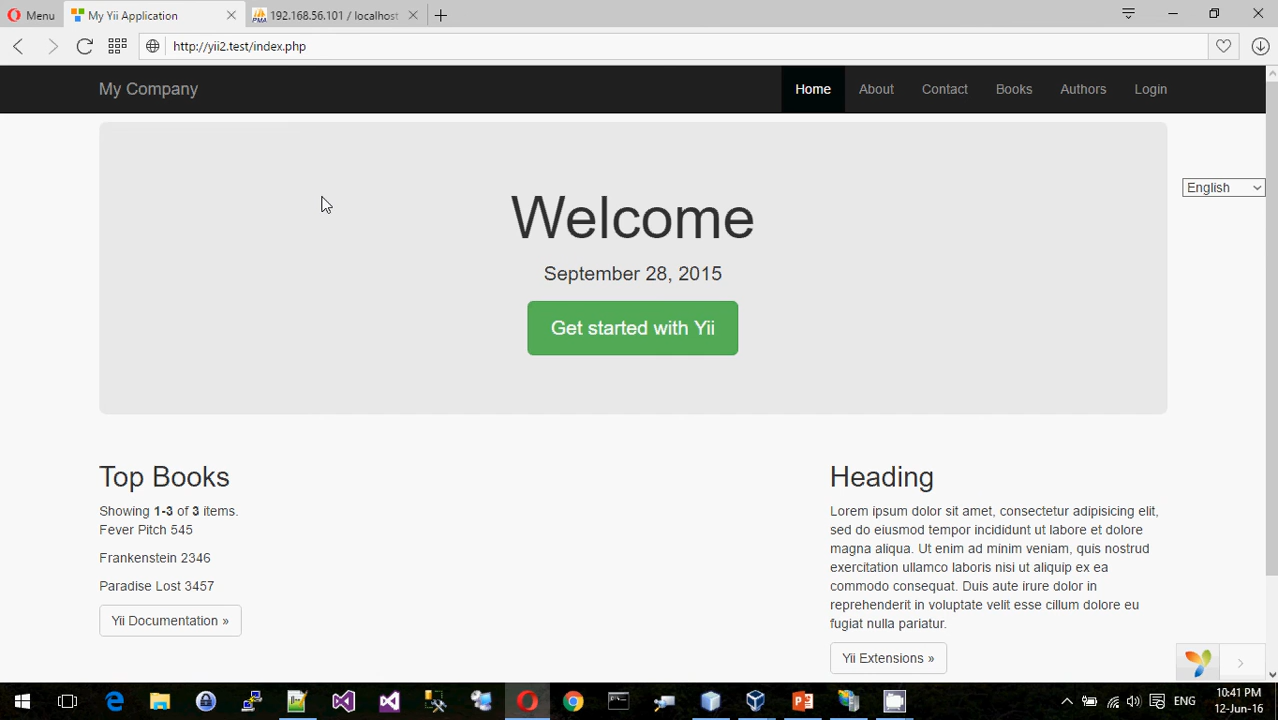 Menu
My Yii Application
PMA
192.168.56.101 / localhost
http://yii2.test/index.php
My Company
Home
About
Contact
Books
Authors
Login
English
Welcome
September 28, 2015
Get started with Yii
Top Books
Showing 1-3 of 3 items.
Fever Pitch 545
Frankenstein 2346
Paradise Lost 3457
Yii Documentation »
Heading
Lorem ipsum dolor sit amet, consectetur adipisicing elit,
sed do eiusmod tempor incididunt ut labore et dolore
magna aliqua. Ut enim ad minim veniam, quis nostrud
exercitation ullamco laboris nisi ut aliquip ex ea
commodo consequat. Duis aute irure dolor in
reprehenderit in voluptate velit esse cillum dolore eu
fugiat nulla pariatur.
Yii Extensions »
ENG
10:41 PM
12-Jun-16